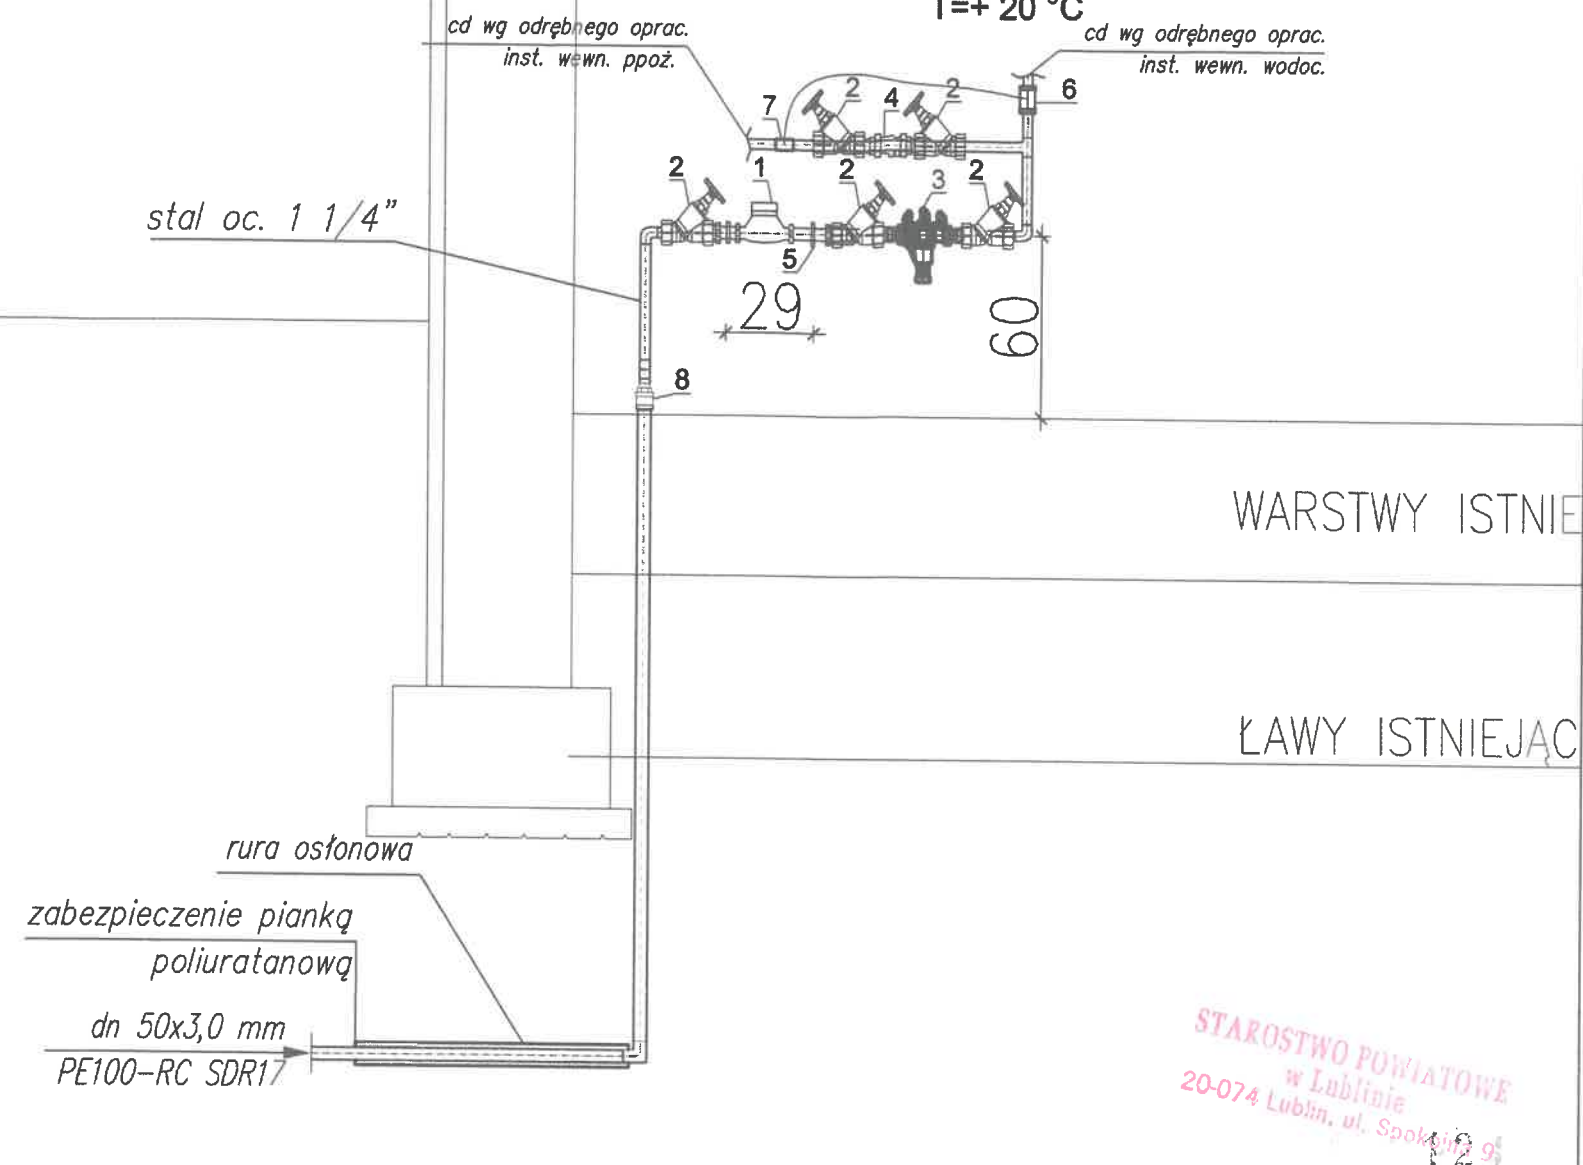 T=+ 20 °C
cd wg odrębnego oprac.
inst. wewn. ppoż.
cd wg odrębnego oprac.
inst. wewn. wodoc.
7
2
4
2
6
2
1
2
3
2
5
stal oc. 1 1/4”
29
60
8
WARSTWY ISTNIE
ŁAWY ISTNIEJĄC
rura osłonowa
zabezpieczenie pianką
poliuratanową
dn 50x3,0 mm
PE100-RC SDR17
STAROSTWO POWIATOWE
w Lublinie
20-074 Lublin, ul. Spokojna 9
12